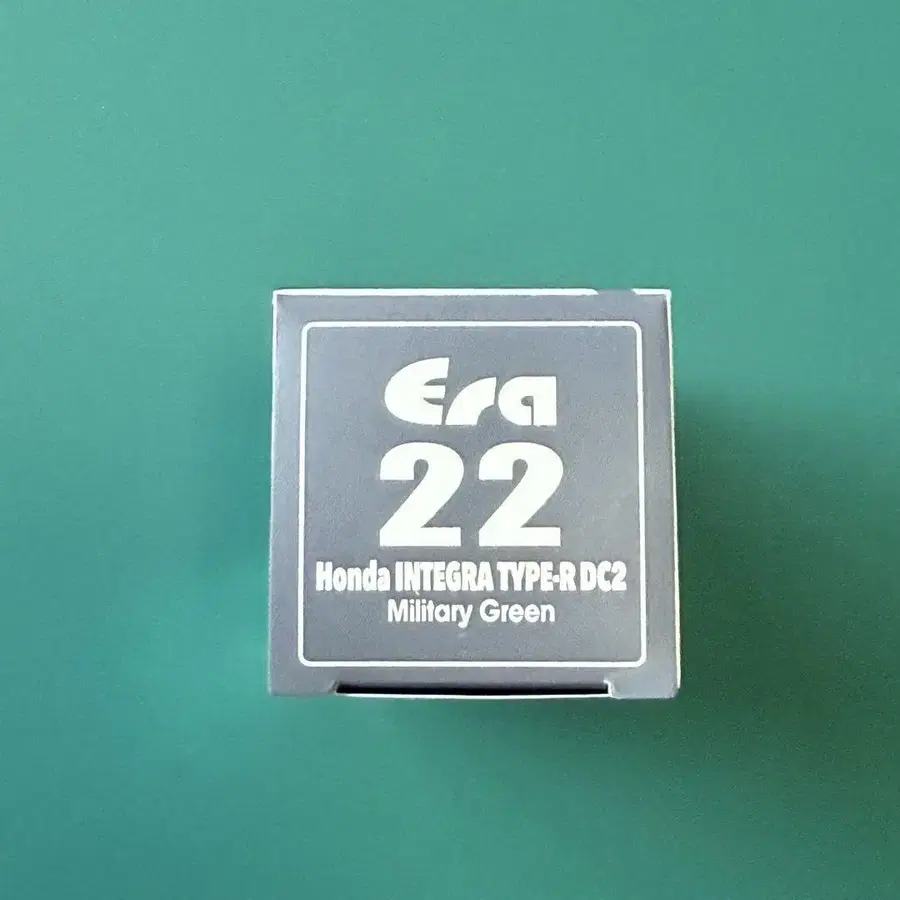 Era
22
Honda INTEGRA TYPE-R DC2
Military Green